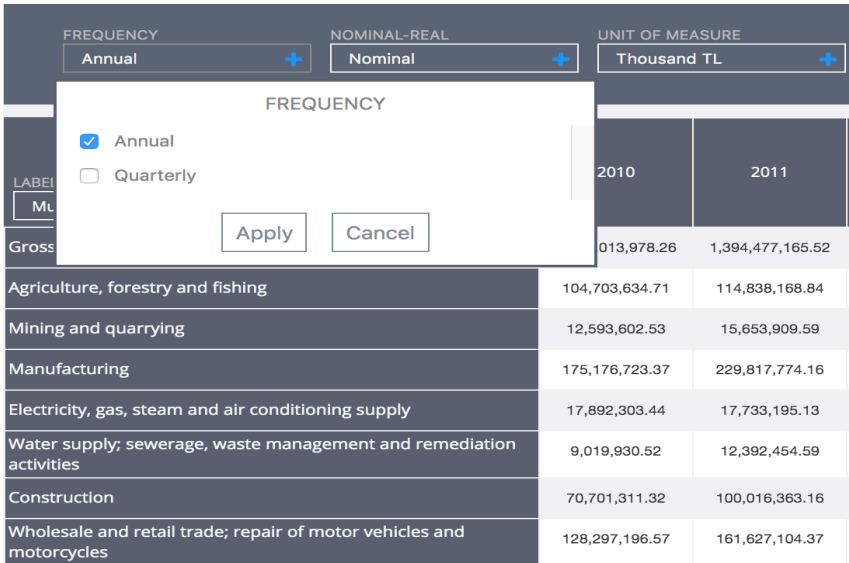 FREQUENCY NOMINAL-REAL UNIT OF MEASURE
Annual Nominal Thousand TL
FREQUENCY
Annual
Quarterly
Apply Cancel
2010 2011
LABEL
Mu
Gross 013,978.26 1,394,477,165.52
Agriculture, forestry and fishing 104,703,634.71 114,838,168.84
Mining and quarrying 12,593,602.53 15,653,909.59
Manufacturing 175,176,723.37 229,817,774.16
Electricity, gas, steam and air conditioning supply 17,892,303.44 17,733,195.13
Water supply; sewerage, waste management and remediation
activities 9,019,930.52 12,392,454.59
Construction 70,701,311.32 100,016,363.16
Wholesale and retail trade; repair of motor vehicles and
motorcycles 128,297,196.57 161,627,104.37